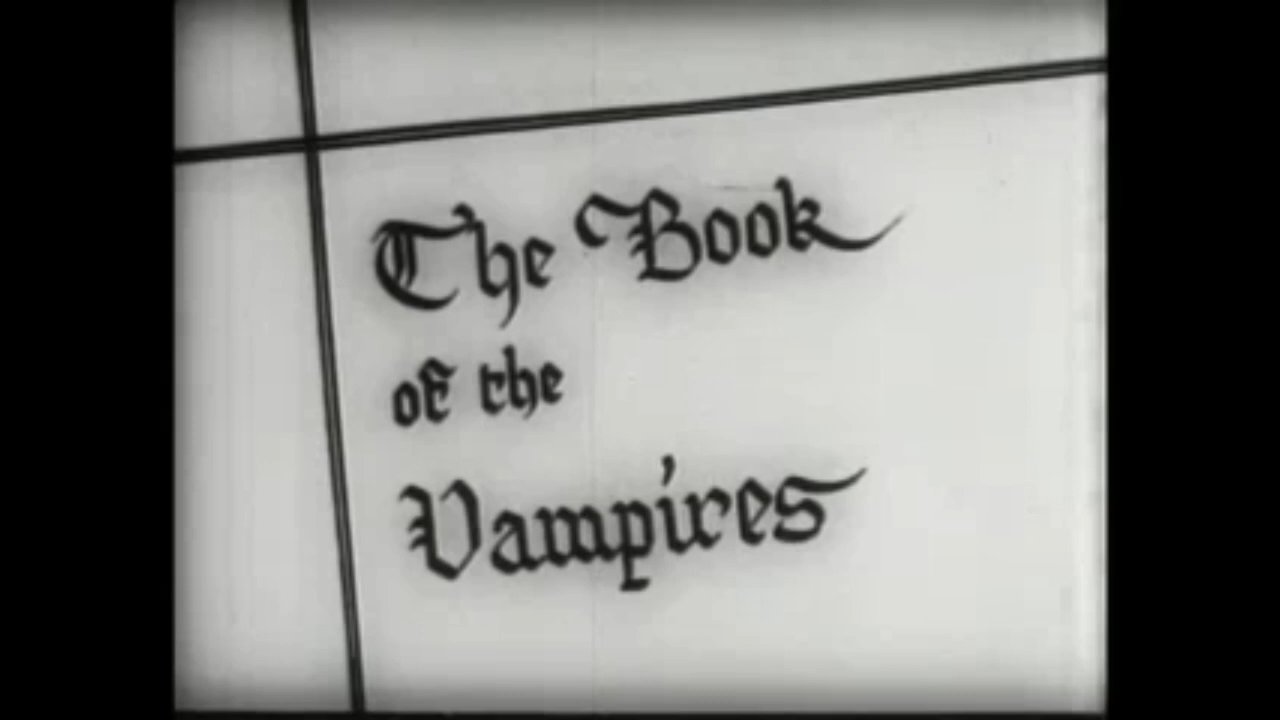 The Book
of the
Vampires